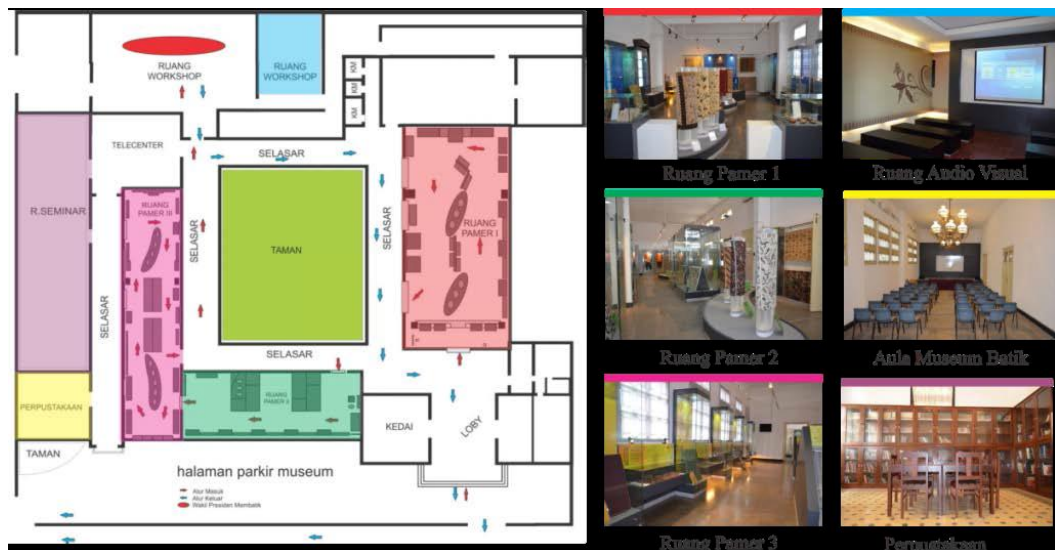 RUANG
WORKSHOP
RUANG
WORKSHOP
KM
KM
KM
TELECENTER
SELASAR
R.SEMINAR
RUANG
PAMER III
SELASAR
TAMAN
SELASAR
RUANG
PAMER I
SELASAR
SELASAR
PERPUSTAKAAN
RUANG
PAMER II
TAMAN
KEDAI
LOBY
halaman parkir museum
Alur Masuk
Alur Keluar
Wakil Presiden Membatik
Ruang Pamer 1
Ruang Audio Visual
Ruang Pamer 2
Aula Museum Batik
Ruang Pamer 3
Perpustakaan